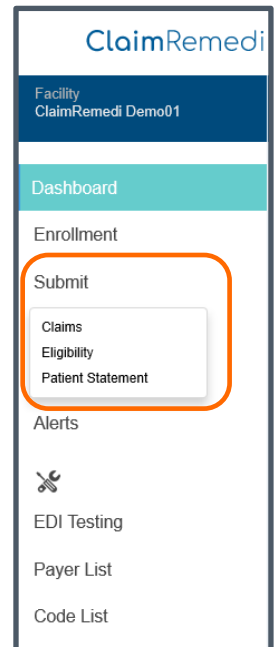 ClaimRemedi
Facility
ClaimRemedi Demo01
Dashboard
Enrollment
Submit
Claims
Eligibility
Patient Statement
Alerts
EDI Testing
Payer List
Code List